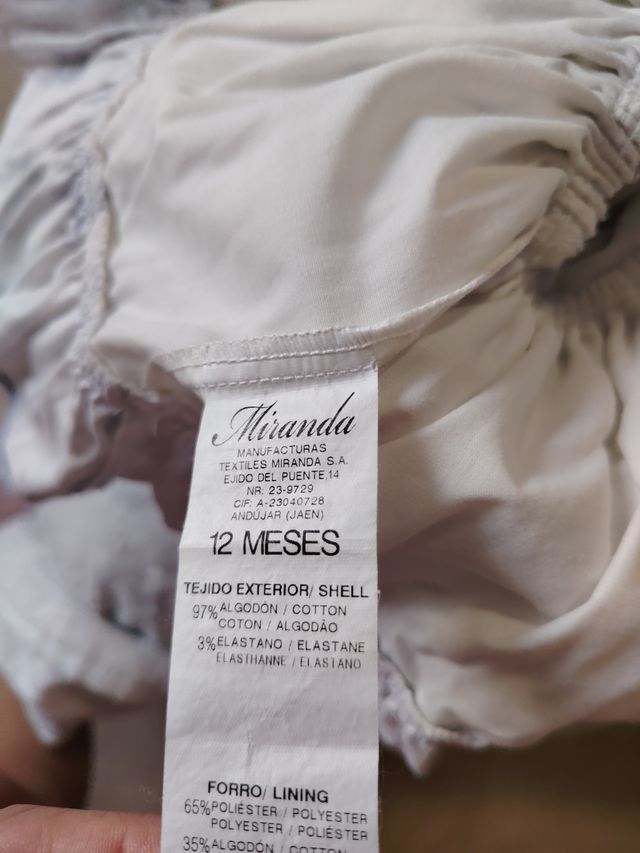 Miranda
MANUFACTURAS
TEXTILES MIRANDA S.A.
EJIDO DEL PUENTE,14
NR: 23-9729
CIF: A-23040728
ANDÚJAR (JAEN)
12 MESES
TEJIDO EXTERIOR/ SHELL
97% ALGODÓN / COTTON
COTON / ALGODÃO
3% ELASTANO / ELASTANE
ELASTHANNE / ELASTANO
FORRO/ LINING
65% POLIÉSTER / POLYESTER
POLYESTER / POLIÉSTER
35% ALGODÓN / COTTON